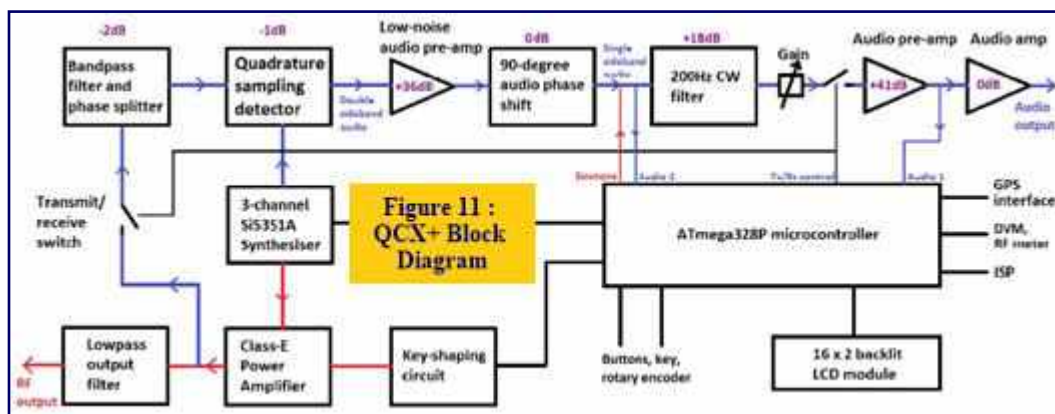 -2dB
Bandpass
filter and
phase splitter
-1dB
Quadrature
sampling
detector
Double
sideband
audio
Low-noise
audio pre-amp
+36dB
0dB
90-degree
audio phase
shift
Single
sideband
audio
+18dB
200Hz CW
filter
Gain
Audio pre-amp
+41dB
Audio amp
0dB
Audio
output
Transmit/
receive
switch
3-channel
Si5351A
Synthesiser
Figure 11 :
QCX+ Block
Diagram
Sidetone
Audio 2
Tx/Rx control
Audio 1
ATmega328P microcontroller
GPS
interface
DVM,
RF meter
ISP
Lowpass
output
filter
RF
output
Class-E
Power
Amplifier
Key-shaping
circuit
Buttons, key,
rotary encoder
16 x 2 backlit
LCD module